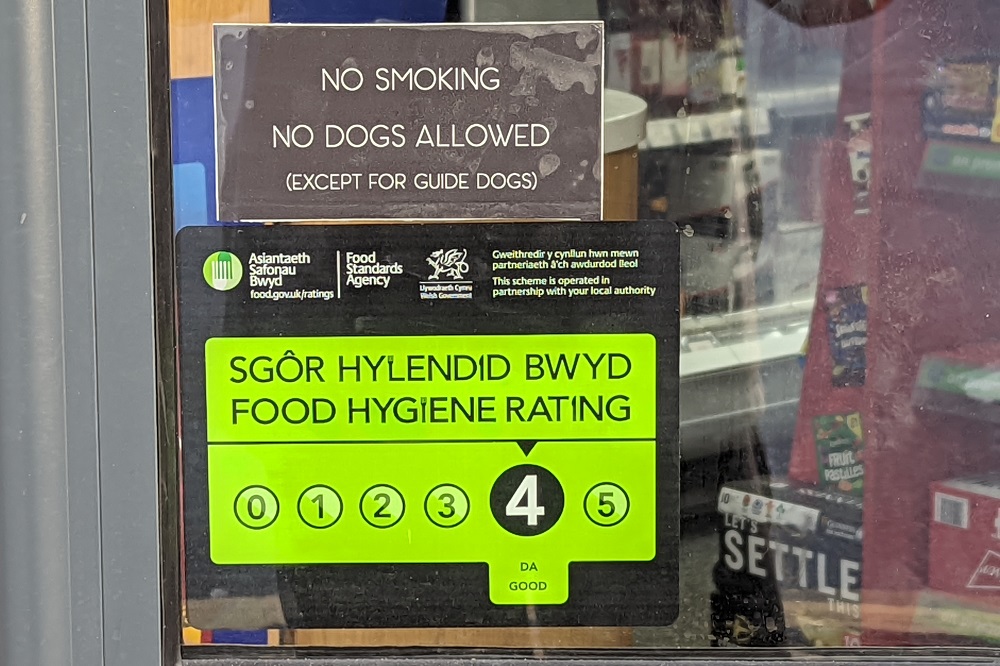 NO SMOKING
NO DOGS ALLOWED
(EXCEPT FOR GUIDE DOGS)
Asiantaeth
Safonau
Bwyd
food.gov.uk/ratings
Food
Standards
Agency
Llywodraeth Cymru
Welsh Government
Gweithredir y cynllun hwn mewn
partneriaeth â'ch awdurdod lleol
This scheme is operated in
partnership with your local authority
SGÔR HYLENDID BWYD
FOOD HYGIENE RATING
0 1 2 3 4 5
DA
GOOD
FRUIT
PASTILLES
10
LET'S
SETTLE
THIS